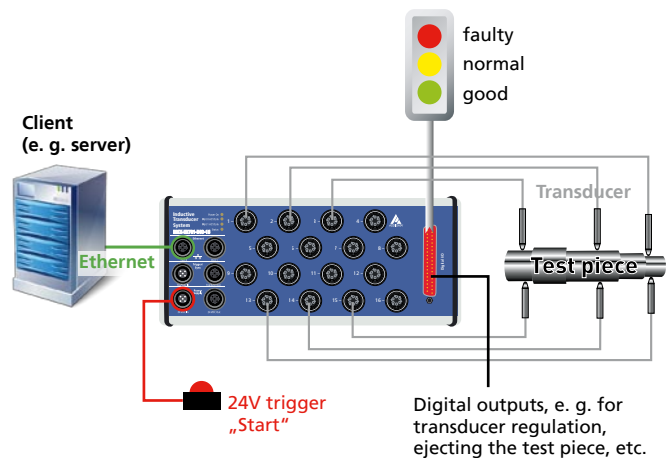 faulty
normal
good
Client
(e. g. server)
Transducer
Inductive
Transducer
System
1
2
3
4
5
6
7
8
9
10
11
12
13
14
15
16
Digital I/O
Ethernet
Test piece
24V trigger
„Start“
Digital outputs, e. g. for
transducer regulation,
ejecting the test piece, etc.